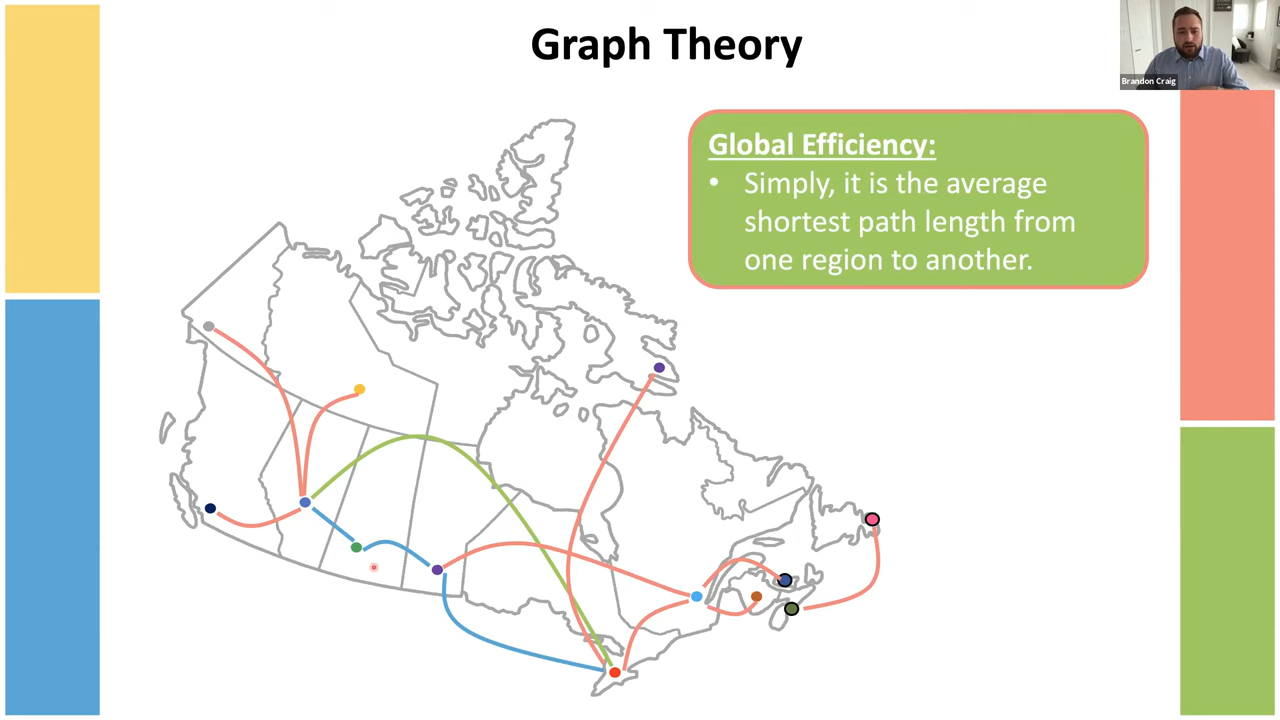 Graph Theory
Brandon Craig
Global Efficiency:
• Simply, it is the average
shortest path length from
one region to another.